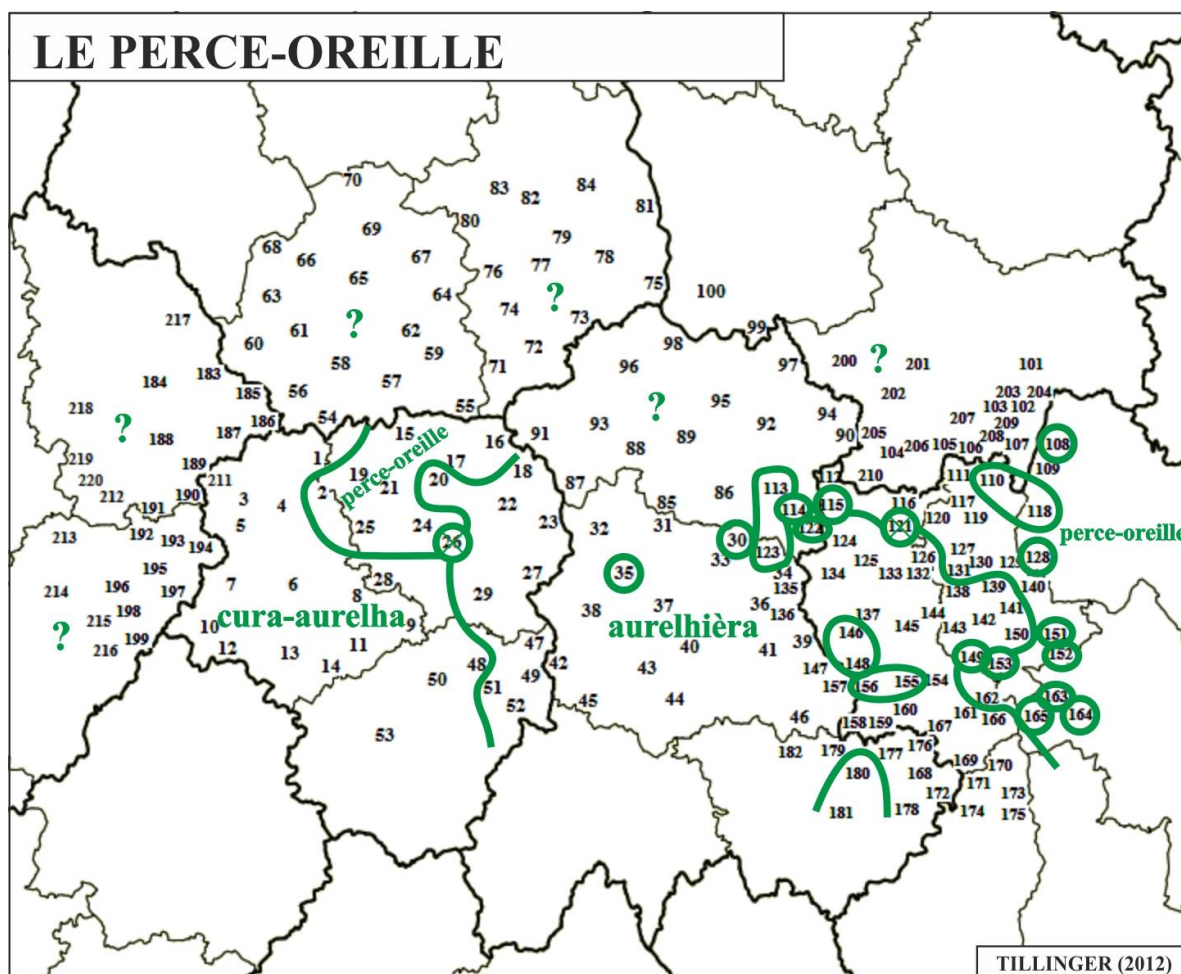 LE PERCE-OREILLE
70
83 82 84
80 81
69
68 66 67 79 78
76 77
65 75
63 64 ? 100
217 74 73
60 61 ? 62 99
58 59 72 98 200 ? 201 101
184 183 57 71 96 97
185 56 202 203 204
218 54 55 95 103 102
? 188 187 186 15 16 91 93 ? 92 94 207 209
88 89 90 205 206 105 106 208 107 108
219 189 1 perce-oreille 17 18 104 109
220 211 19 20 87 112 210 111 110
212 190 2 21 86 113
191 3 4 22 85 114 115 116 117 118
213 192 5 25 24 23 32 31 122 121 120 119
193 194 26 30 123 124 126 127 perce-oreille
195 33 125 130 129 128
214 196 197 7 6 28 27 35 34 134 133 132 131
8 29 135 138 139 140
215 198 10 cura-aurelha 9 38 37 36 136 137 144 141
? 199 aurelhièra 146 145 143 142 150 151
216 12 13 11 47 40 41 39
14 48 42 43 147 148 149 153 152
50 51 49 157 156 155 154
52 45 44 162 163
53 46 158 159 160 161 166 165 164
182 179 177 176 167
180 168 169 170
181 178 172 171 173
174 175
TILLINGER (2012)